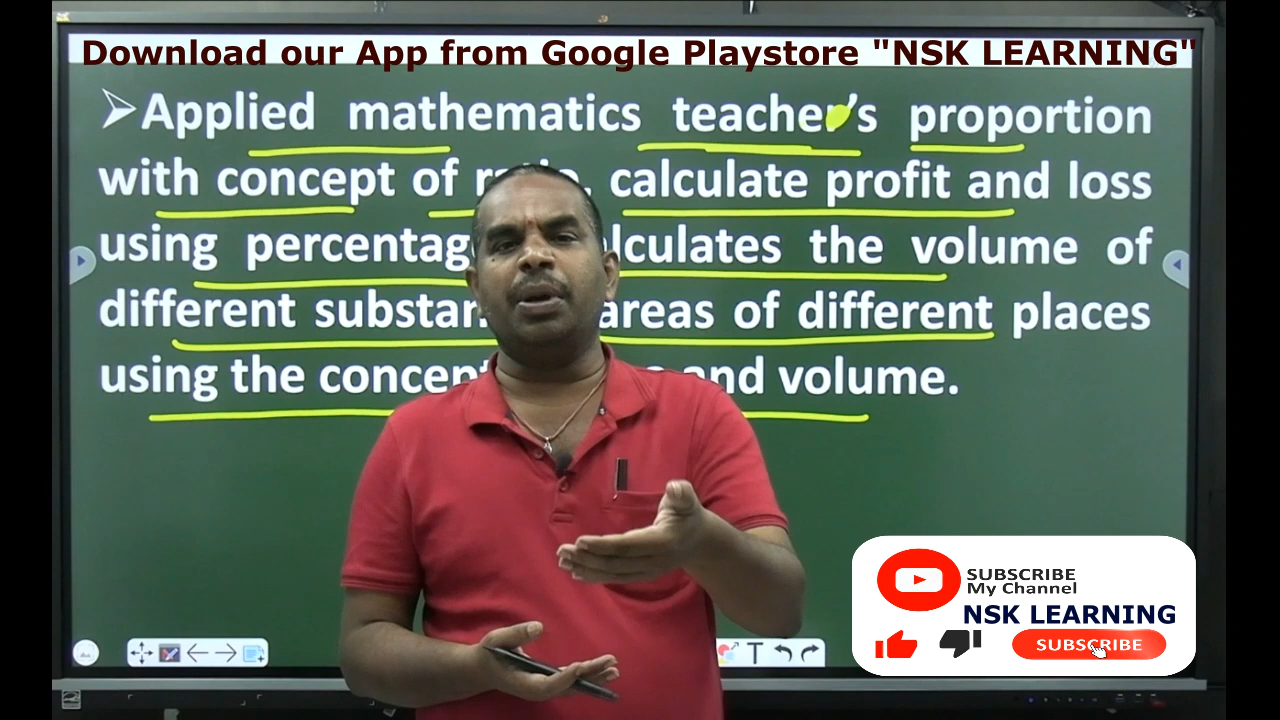 Download our App from Google Playstore "NSK LEARNING"
➢Applied mathematics teacher's proportion
with concept of calculate profit and loss
using the volume of
different areas of different places
using the and volume.
SUBSCRIBE
My Channel
NSK LEARNING
SUBSCRIBE
T